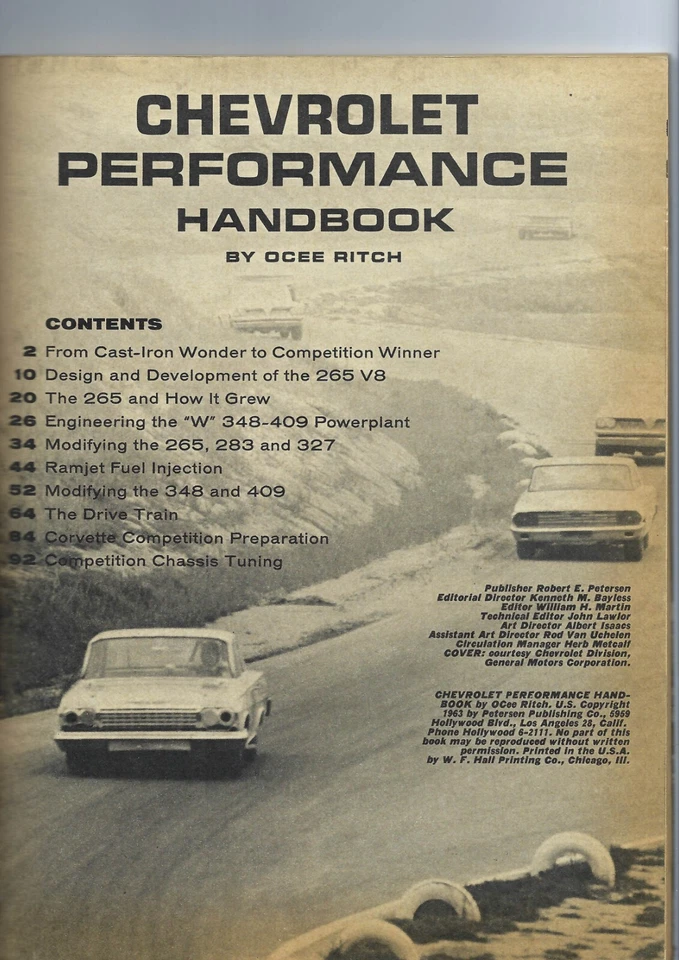 CHEVROLET
PERFORMANCE
HANDBOOK
BY OCEE RITCH
CONTENTS
2 From Cast-Iron Wonder to Competition Winner
10 Design and Development of the 265 V8
20 The 265 and How It Grew
26 Engineering the "W" 348-409 Powerplant
34 Modifying the 265, 283 and 327
44 Ramjet Fuel Injection
52 Modifying the 348 and 409
64 The Drive Train
84 Corvette Competition Preparation
92 Competition Chassis Tuning
Publisher Robert E. Petersen
Editorial Director Kenneth M. Bayless
Editor William H. Martin
Technical Editor John Lawlor
Art Director Albert Isaacs
Assistant Art Director Rod Van Uchelen
Circulation Manager Herb Metcalf
COVER: courtesy Chevrolet Division,
General Motors Corporation.
CHEVROLET PERFORMANCE HAND-
BOOK by OCee Ritch. U.S. Copyright
1963 by Petersen Publishing Co., 5959
Hollywood Blvd., Los Angeles 28, Calif.
Phone Hollywood 6-2111. No part of this
book may be reproduced without written
permission. Printed in the U.S.A.
by W. F. Hall Printing Co., Chicago, Ill.